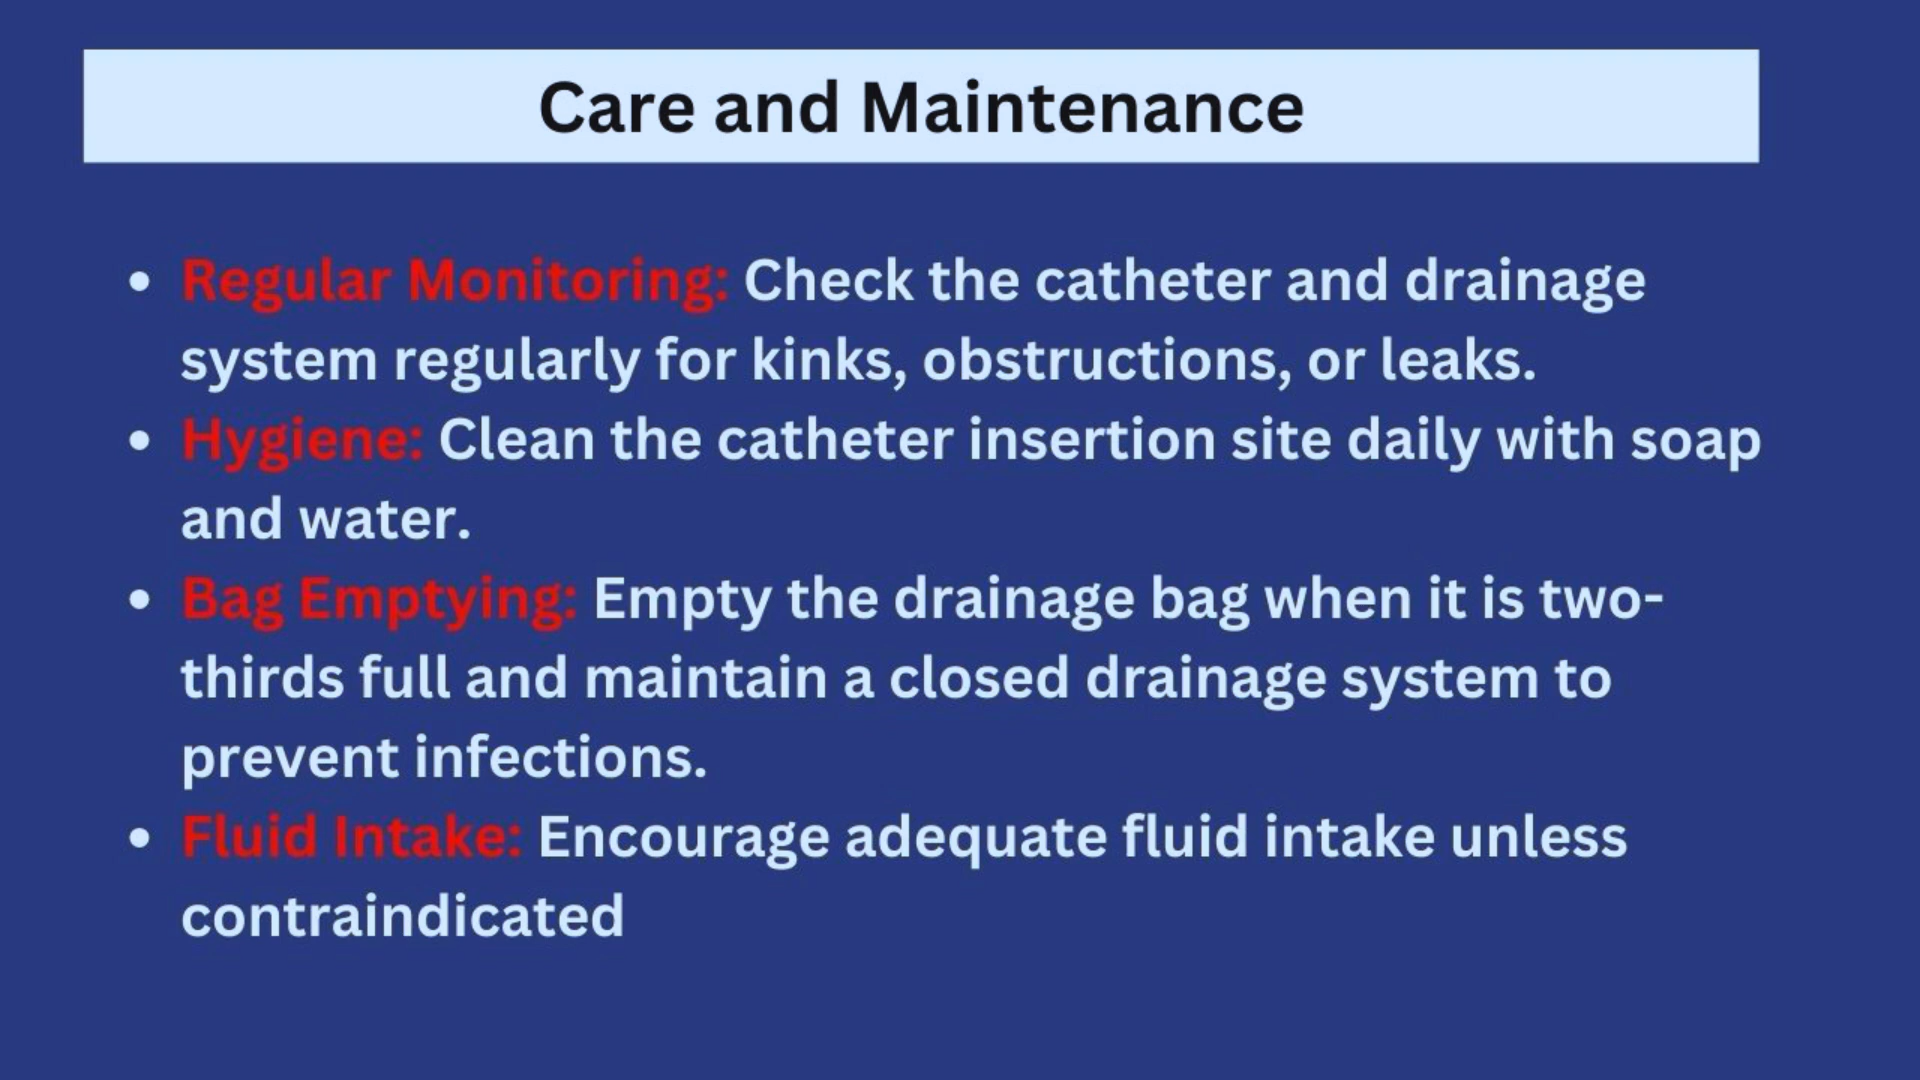 Care and Maintenance
• Regular Monitoring: Check the catheter and drainage
system regularly for kinks, obstructions, or leaks.
• Hygiene: Clean the catheter insertion site daily with soap
and water.
• Bag Emptying: Empty the drainage bag when it is two-
thirds full and maintain a closed drainage system to
prevent infections.
• Fluid Intake: Encourage adequate fluid intake unless
contraindicated